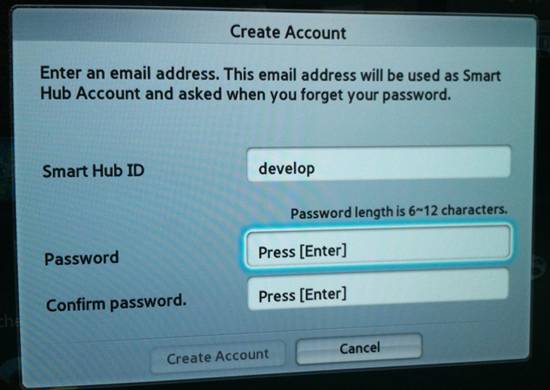 Create Account
Enter an email address. This email address will be used as Smart
Hub Account and asked when you forget your password.
Smart Hub ID
develop
Password length is 6~12 characters.
Password
Press [Enter]
Confirm password.
Press [Enter]
Create Account
Cancel